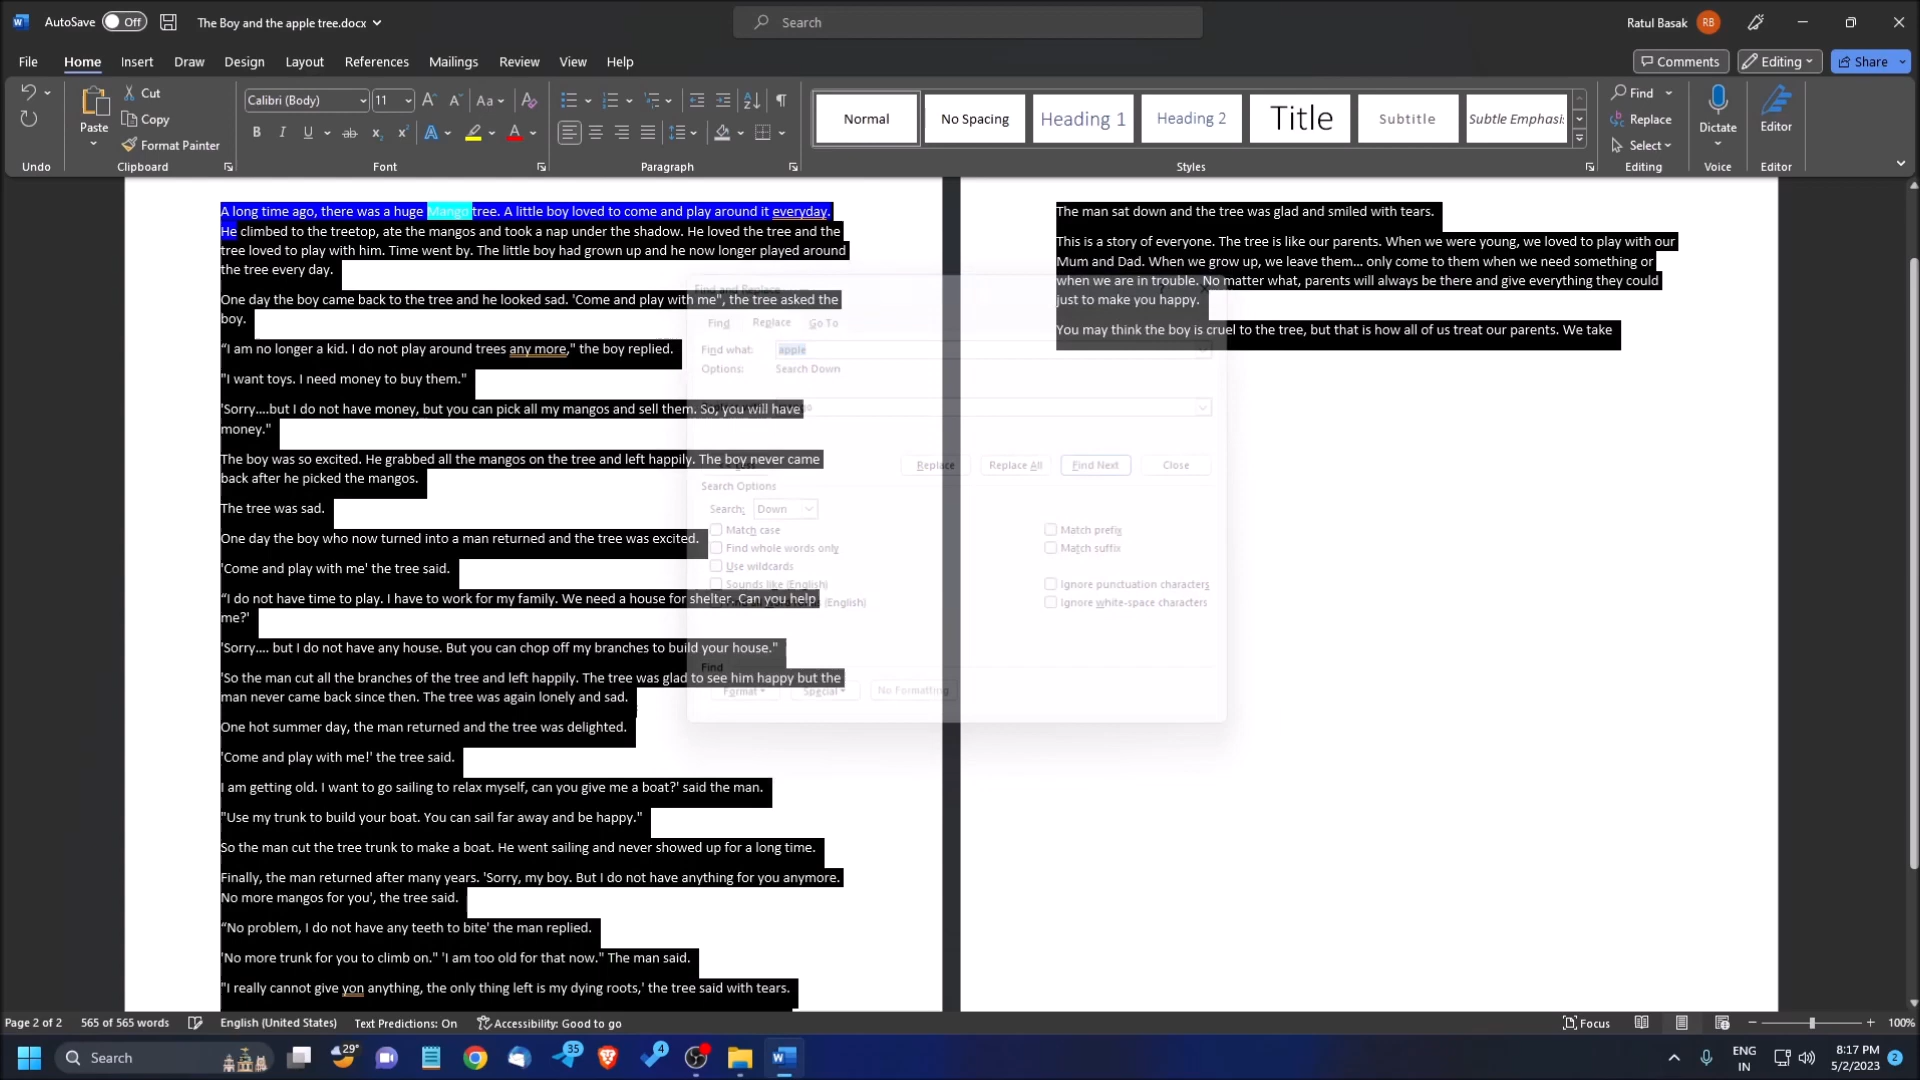 AutoSave Off The Boy and the apple tree.docx Search Ratul Basak RB
File Home Insert Draw Design Layout References Mailings Review View Help Comments Editing Share
Cut
Copy
Format Painter
Paste
Calibri (Body) 11
Normal No Spacing Heading 1 Heading 2 Title Subtitle Subtle Emphasi
Find
Replace
Select
Dictate Editor
Undo Clipboard Font Paragraph Styles Editing Voice Editor
A long time ago, there was a huge Mango tree. A little boy loved to come and play around it everyday.
He climbed to the treetop, ate the mangos and took a nap under the shadow. He loved the tree and the
tree loved to play with him. Time went by. The little boy had grown up and he now longer played around
the tree every day.
One day the boy came back to the tree and he looked sad. 'Come and play with me", the tree asked the
boy.
“I am no longer a kid. I do not play around trees any more," the boy replied.
"I want toys. I need money to buy them."
'Sorry….but I do not have money, but you can pick all my mangos and sell them. So, you will have
money."
The boy was so excited. He grabbed all the mangos on the tree and left happily. The boy never came
back after he picked the mangos.
The tree was sad.
One day the boy who now turned into a man returned and the tree was excited.
'Come and play with me' the tree said.
“I do not have time to play. I have to work for my family. We need a house for shelter. Can you help
me?'
'Sorry…. but I do not have any house. But you can chop off my branches to build your house."
'So the man cut all the branches of the tree and left happily. The tree was glad to see him happy but the
man never came back since then. The tree was again lonely and sad.
One hot summer day, the man returned and the tree was delighted.
'Come and play with me!' the tree said.
I am getting old. I want to go sailing to relax myself, can you give me a boat?' said the man.
"Use my trunk to build your boat. You can sail far away and be happy."
So the man cut the tree trunk to make a boat. He went sailing and never showed up for a long time.
Finally, the man returned after many years. 'Sorry, my boy. But I do not have anything for you anymore.
No more mangos for you', the tree said.
“No problem, I do not have any teeth to bite' the man replied.
'No more trunk for you to climb on." 'I am too old for that now." The man said.
"I really cannot give yon anything, the only thing left is my dying roots,' the tree said with tears.
The man sat down and the tree was glad and smiled with tears.
This is a story of everyone. The tree is like our parents. When we were young, we loved to play with our
Mum and Dad. When we grow up, we leave them… only come to them when we need something or
when we are in trouble. No matter what, parents will always be there and give everything they could
just to make you happy.
You may think the boy is cruel to the tree, but that is how all of us treat our parents. We take
Find and Replace
Find Replace Go To
Find what: apple
Options: Search Down
Replace Replace All Find Next Close
Search Options
Search: Down
Match case Match prefix
Find whole words only Match suffix
Use wildcards
Sounds like (English) Ignore punctuation characters
(English) Ignore white-space characters
Find
Format Special No Formatting
Page 2 of 2 565 of 565 words English (United States) Text Predictions: On Accessibility: Good to go Focus 100%
Search 29° 35 4 ENG
IN
8:17 PM
5/2/2023 2